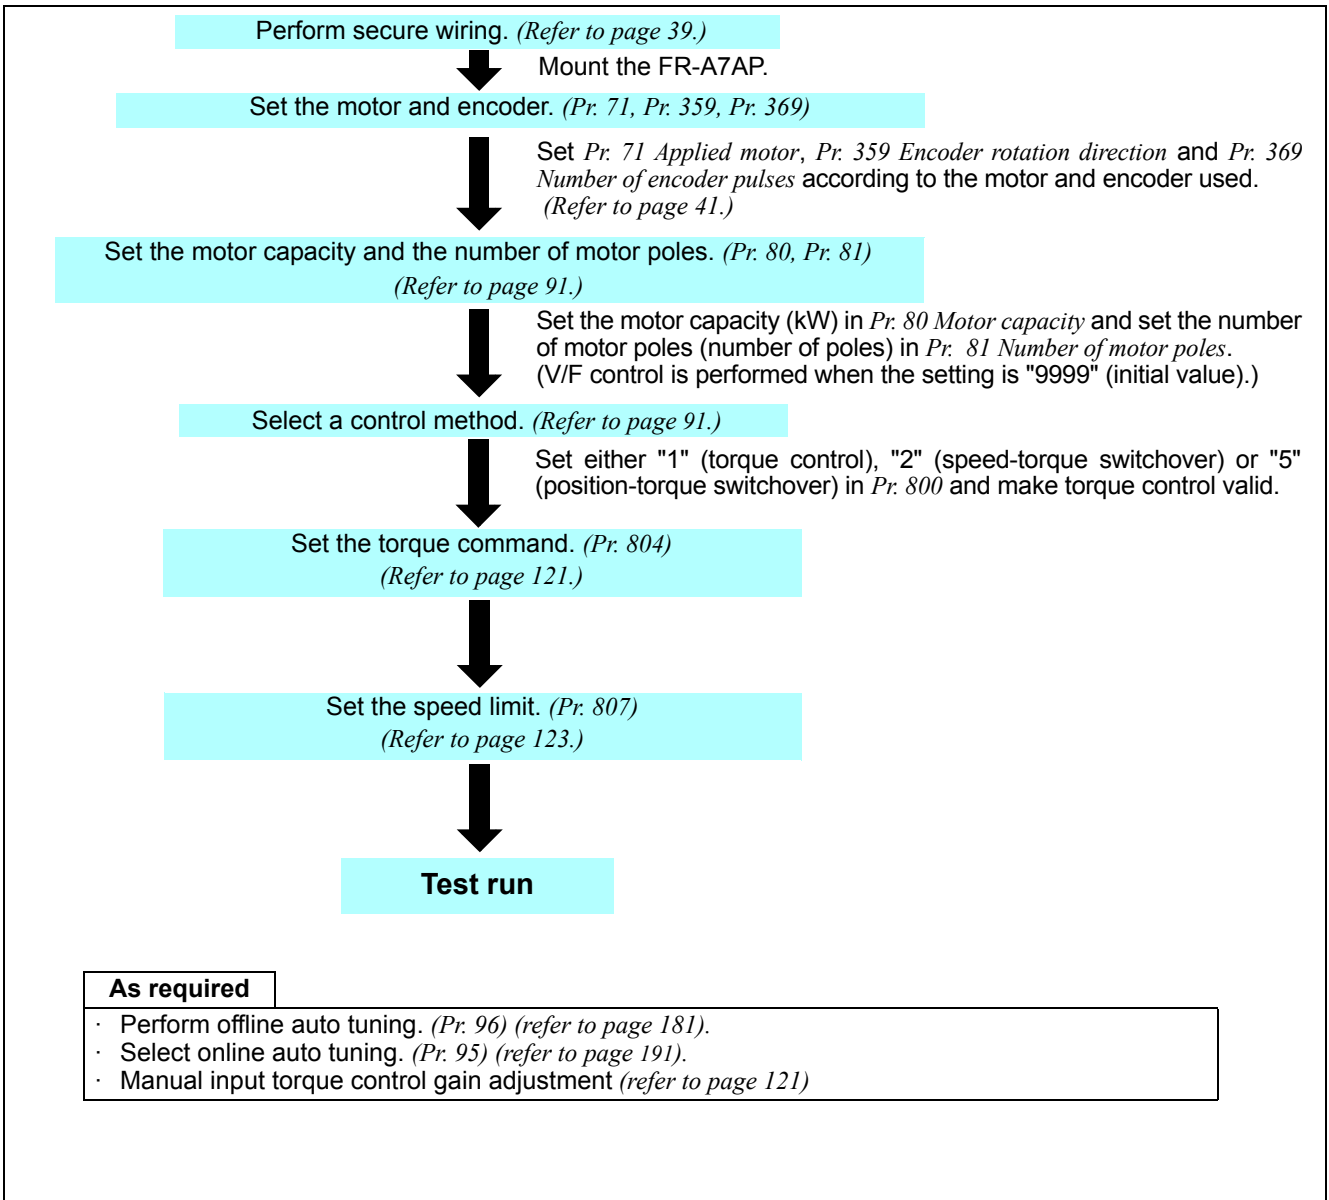 Perform secure wiring. (Refer to page 39.)
Mount the FR-A7AP.
Set the motor and encoder. (Pr. 71, Pr. 359, Pr. 369)
Set Pr. 71 Applied motor, Pr. 359 Encoder rotation direction and Pr. 369
Number of encoder pulses according to the motor and encoder used.
(Refer to page 41.)
Set the motor capacity and the number of motor poles. (Pr. 80, Pr. 81)
(Refer to page 91.)
Set the motor capacity (kW) in Pr. 80 Motor capacity and set the number
of motor poles (number of poles) in Pr. 81 Number of motor poles.
(V/F control is performed when the setting is "9999" (initial value).)
Select a control method. (Refer to page 91.)
Set either "1" (torque control), "2" (speed-torque switchover) or "5"
(position-torque switchover) in Pr. 800 and make torque control valid.
Set the torque command. (Pr. 804)
(Refer to page 121.)
Set the speed limit. (Pr. 807)
(Refer to page 123.)
Test run
As required
· Perform offline auto tuning. (Pr. 96) (refer to page 181).
· Select online auto tuning. (Pr. 95) (refer to page 191).
· Manual input torque control gain adjustment (refer to page 121)